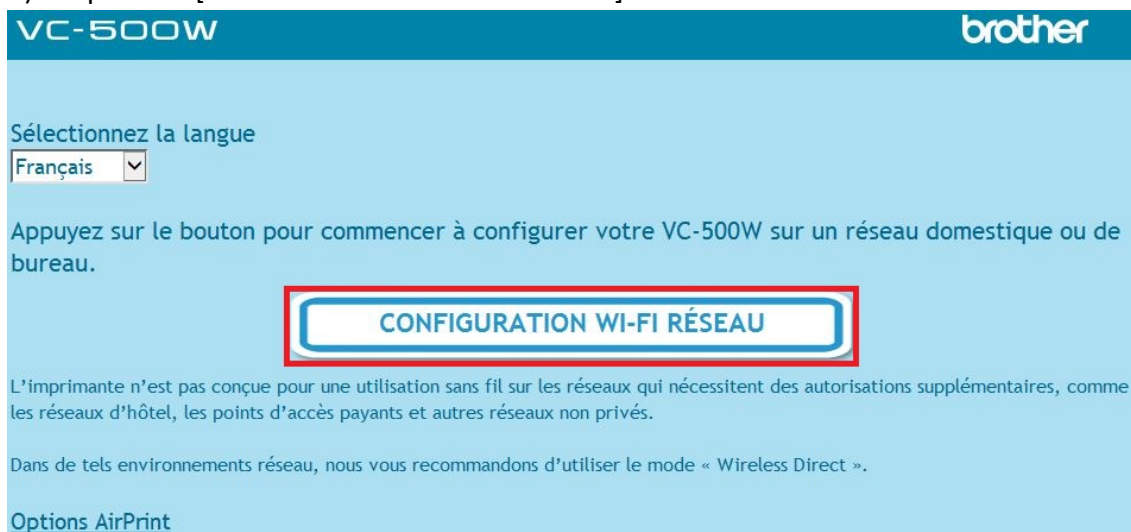 VC-500W
brother
Sélectionnez la langue
Français
Appuyez sur le bouton pour commencer à configurer votre VC-500W sur un réseau domestique ou de
bureau.
CONFIGURATION WI-FI RÉSEAU
L'imprimante n'est pas conçue pour une utilisation sans fil sur les réseaux qui nécessitent des autorisations supplémentaires, comme
les réseaux d'hôtel, les points d'accès payants et autres réseaux non privés.
Dans de tels environnements réseau, nous vous recommandons d'utiliser le mode « Wireless Direct ».
Options AirPrint